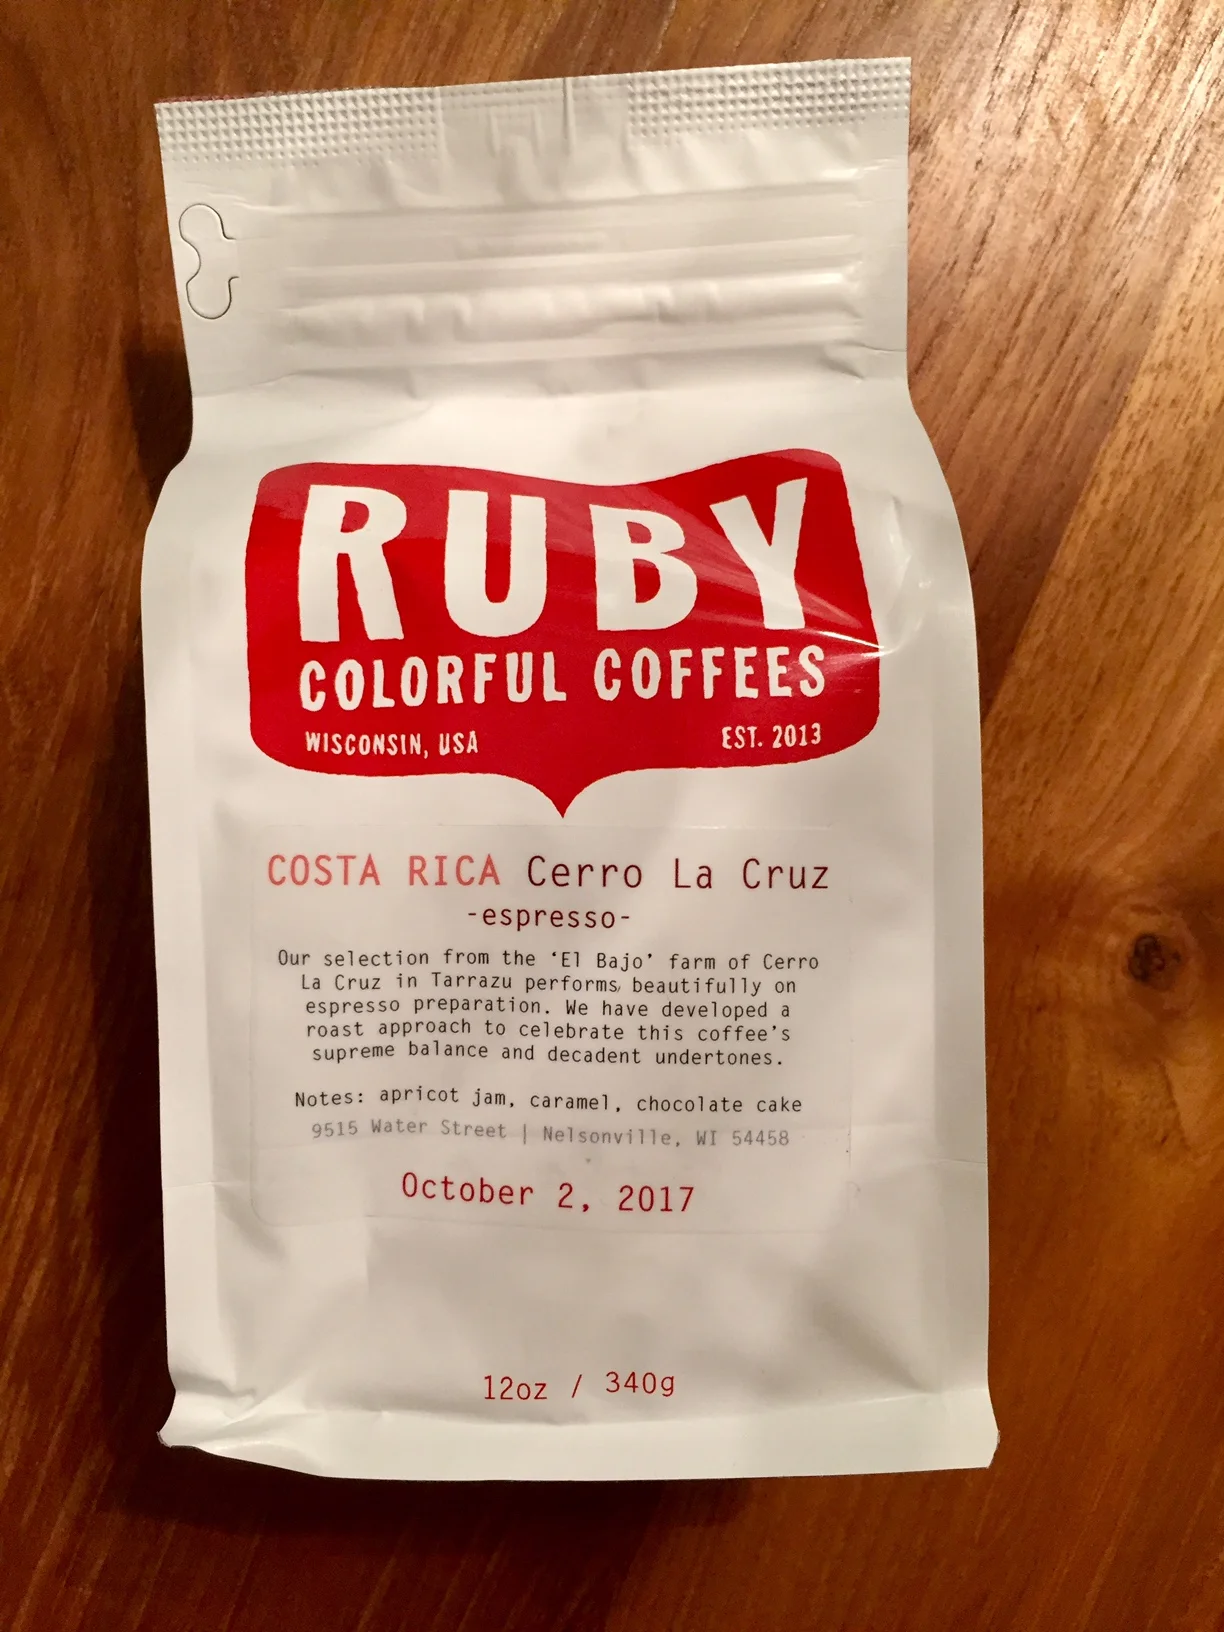 RUBY
COLORFUL COFFEES
WISCONSIN, USA EST. 2013
COSTA RICA Cerro La Cruz
-espresso-
Our selection from the ‘El Bajo’ farm of Cerro
La Cruz in Tarrazu performs, beautifully on
espresso preparation. We have developed a
roast approach to celebrate this coffee’s
supreme balance and decadent undertones.
Notes: apricot jam, caramel, chocolate cake
9515 Water Street | Nelsonville, WI 54458
October 2, 2017
12oz / 340g